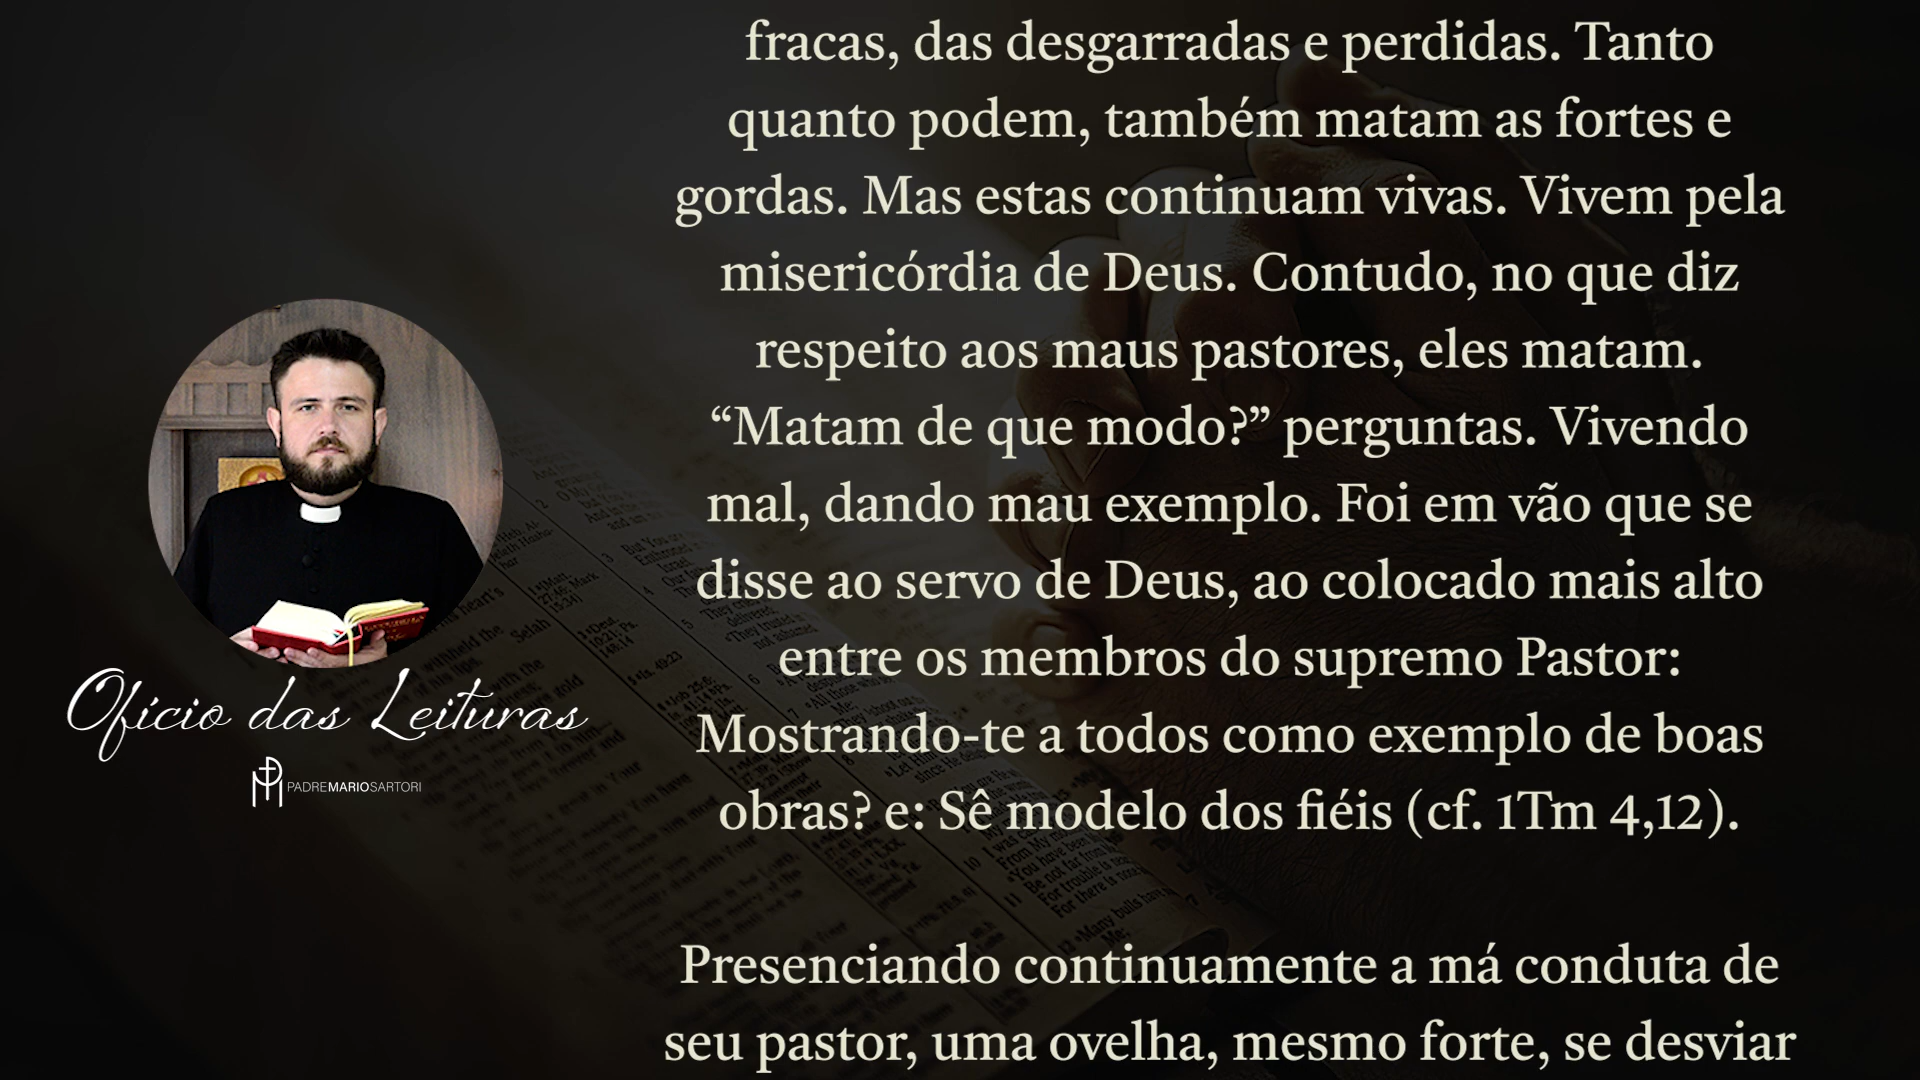 fracas, das desgarradas e perdidas. Tanto
quanto podem, também matam as fortes e
gordas. Mas estas continuam vivas. Vivem pela
misericórdia de Deus. Contudo, no que diz
respeito aos maus pastores, eles matam.
“Matam de que modo?” perguntas. Vivendo
mal, dando mau exemplo. Foi em vão que se
disse ao servo de Deus, ao colocado mais alto
entre os membros do supremo Pastor:
Mostrando-te a todos como exemplo de boas
obras? e: Sê modelo dos fiéis (cf. 1Tm 4,12).
Presenciando continuamente a má conduta de
seu pastor, uma ovelha, mesmo forte, se desviar
Ofício das Leituras
PADREMARIOSARTORI